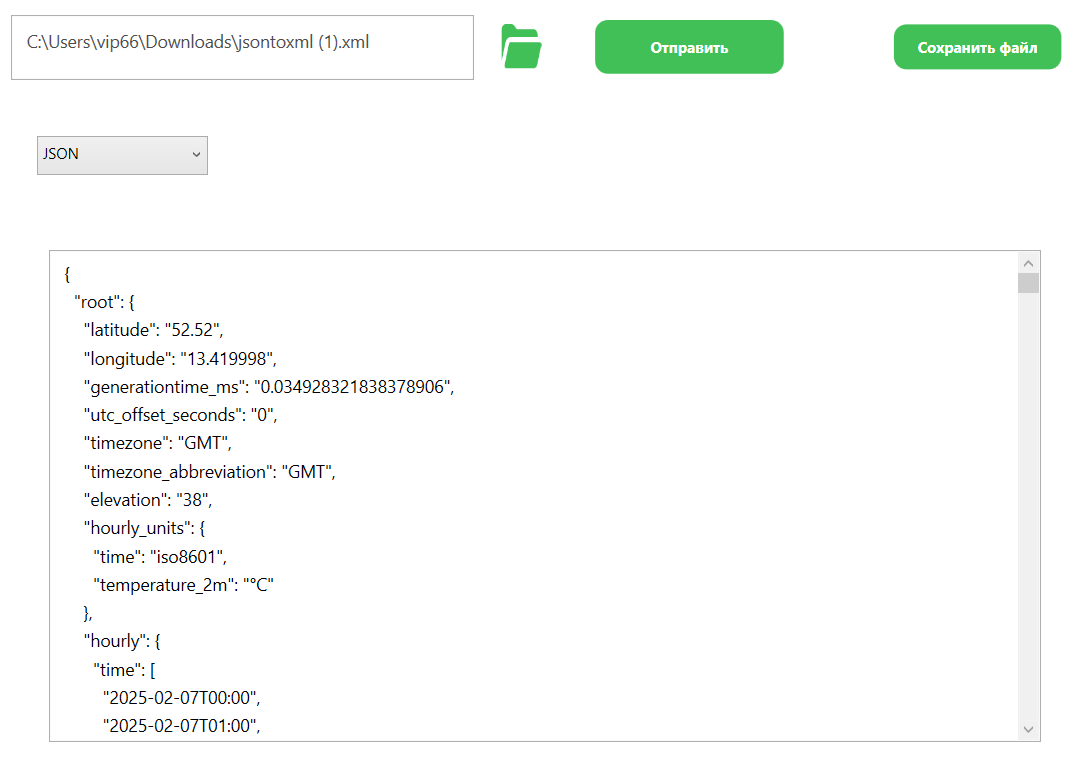 C:\Users\vip66\Downloads\jsontoxml (1).xml
Отправить
Сохранить файл
JSON
{
"root": {
"latitude": "52.52",
"longitude": "13.419998",
"generationtime_ms": "0.034928321838378906",
"utc_offset_seconds": "0",
"timezone": "GMT",
"timezone_abbreviation": "GMT",
"elevation": "38",
"hourly_units": {
"time": "iso8601",
"temperature_2m": "°C"
},
"hourly": {
"time": [
"2025-02-07T00:00",
"2025-02-07T01:00",